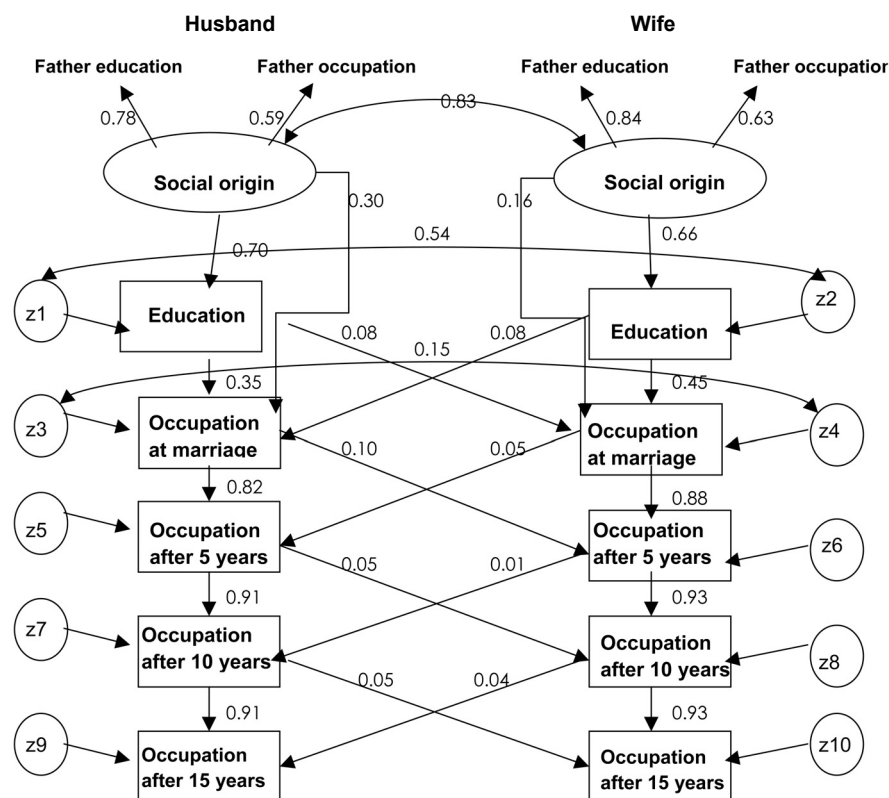 Husband Wife
Father education Father occupation Father education Father occupation
0.78 0.59 0.83 0.84 0.63
Social origin Social origin
0.30 0.16
0.70 0.54 0.66
z1 Education z2
Education
0.08 0.08
0.15
0.35 0.45
z3 Occupation
at marriage
Occupation
at marriage
z4
0.10 0.05
0.82 0.88
z5 Occupation
after 5 years
Occupation
after 5 years
z6
0.05 0.01
0.91 0.93
z7 Occupation
after 10 years
Occupation
after 10 years
z8
0.05 0.04
0.91 0.93
z9 Occupation
after 15 years
Occupation
after 15 years
z10